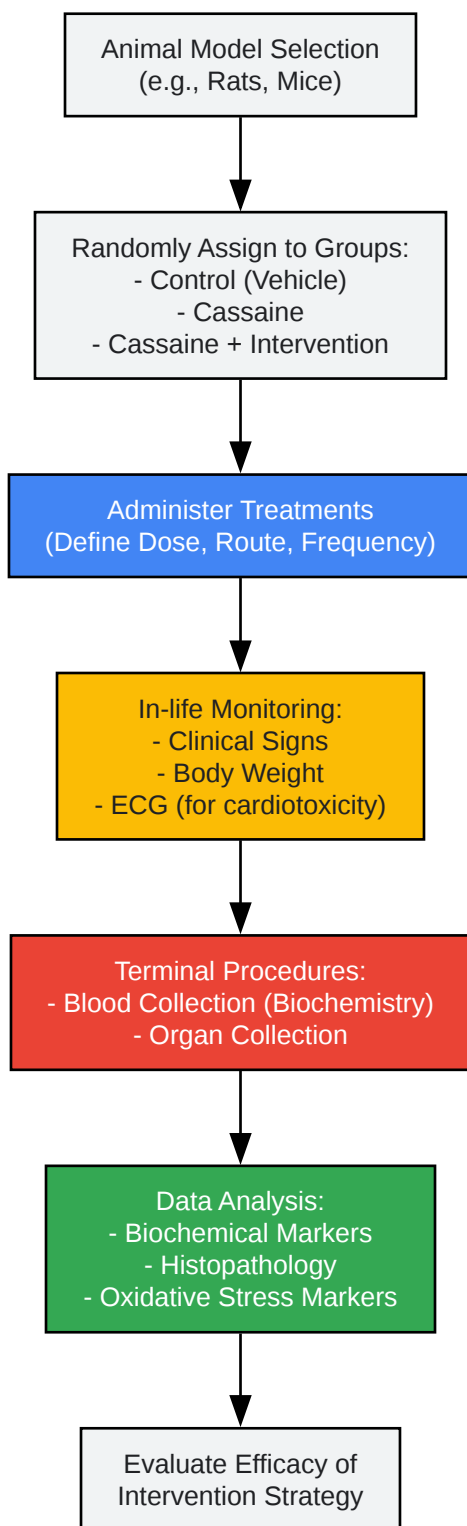 Animal Model Selection
(e.g., Rats, Mice)
Randomly Assign to Groups:
- Control (Vehicle)
- Cassaine
- Cassaine + Intervention
Administer Treatments
(Define Dose, Route, Frequency)
In-life Monitoring:
- Clinical Signs
- Body Weight
- ECG (for cardiotoxicity)
Terminal Procedures:
- Blood Collection (Biochemistry)
- Organ Collection
Data Analysis:
- Biochemical Markers
- Histopathology
- Oxidative Stress Markers
Evaluate Efficacy of
Intervention Strategy